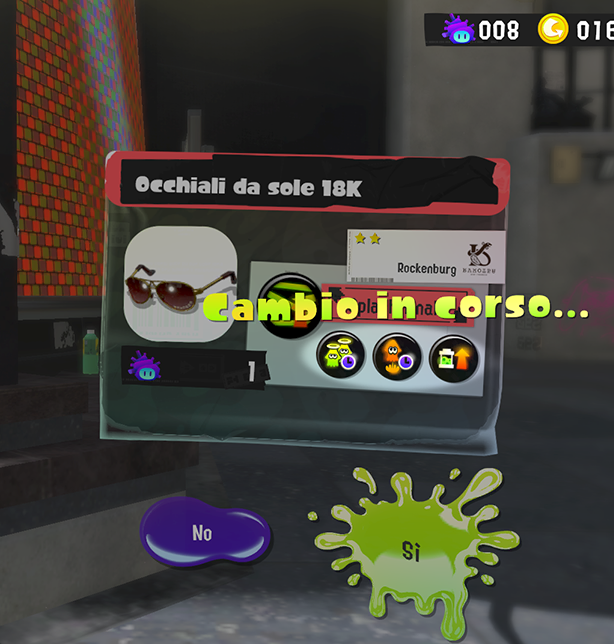 008
016
Occhiali da sole 18K
Rockenburg
Cambio in corso...
1
No
Sì